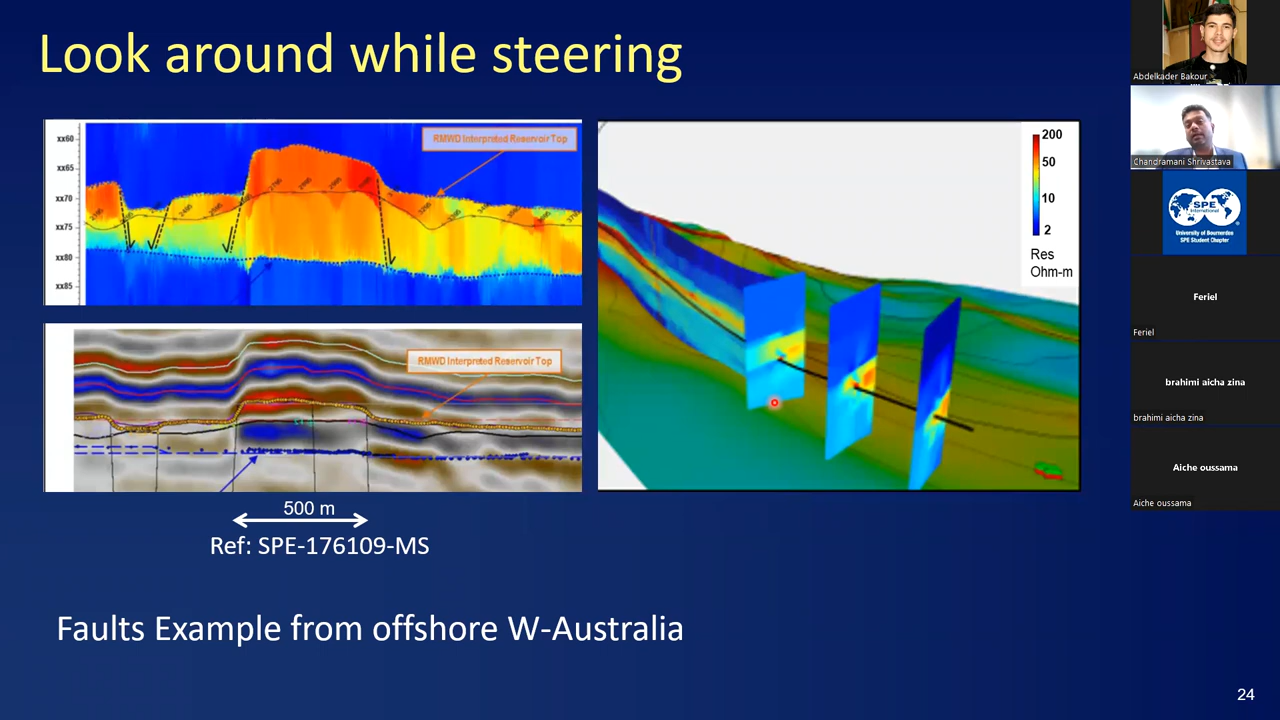 Look around while steering
xx60
xx65
xx70
xx75
xx80
xx85
RMWD Interpreted Reservoir Top
RMWD Interpreted Reservoir Top
500 m
Ref: SPE-176109-MS
200
50
10
2
Res
Ohm-m
Faults Example from offshore W-Australia
24
Abdelkader Bakour
Chandramani Shrivastava
SPE
International
University of Boumerdes
SPE Student Chapter
Feriel
Feriel
brahimi aicha zina
brahimi aicha zina
Aiche oussama
Aiche oussama